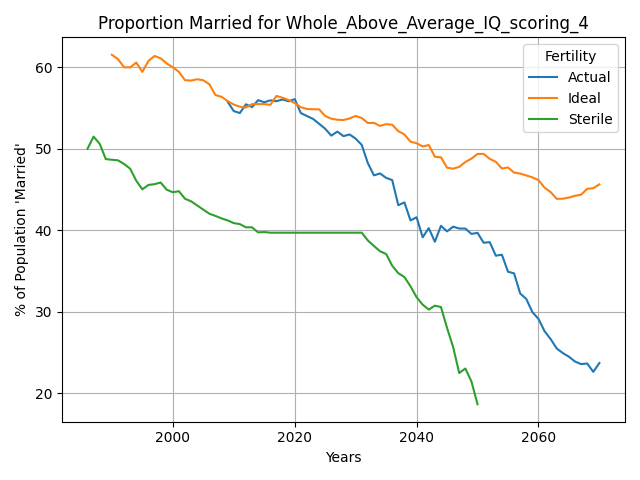 Proportion Married for Whole_Above_Average_IQ_scoring_4
Fertility
Actual
Ideal
Sterile
% of Population 'Married'
60
50
40
30
20
2000
2020
2040
2060
Years